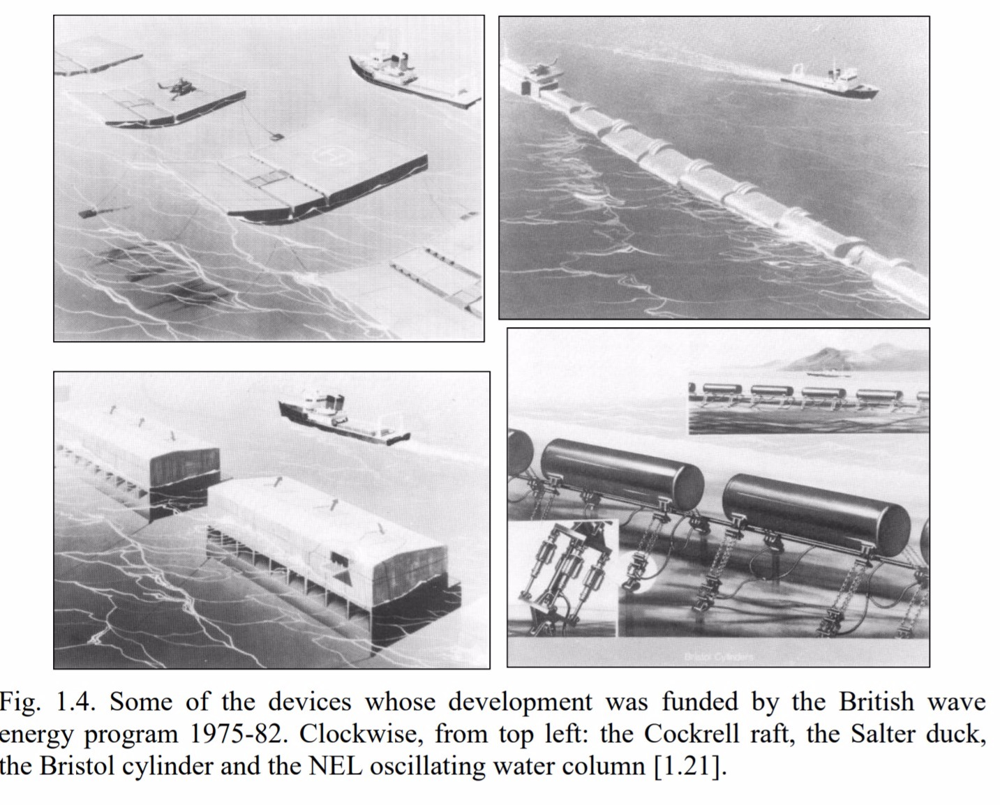 H
Bristol Cylinders
Fig. 1.4. Some of the devices whose development was funded by the British wave
energy program 1975-82. Clockwise, from top left: the Cockrell raft, the Salter duck,
the Bristol cylinder and the NEL oscillating water column [1.21].